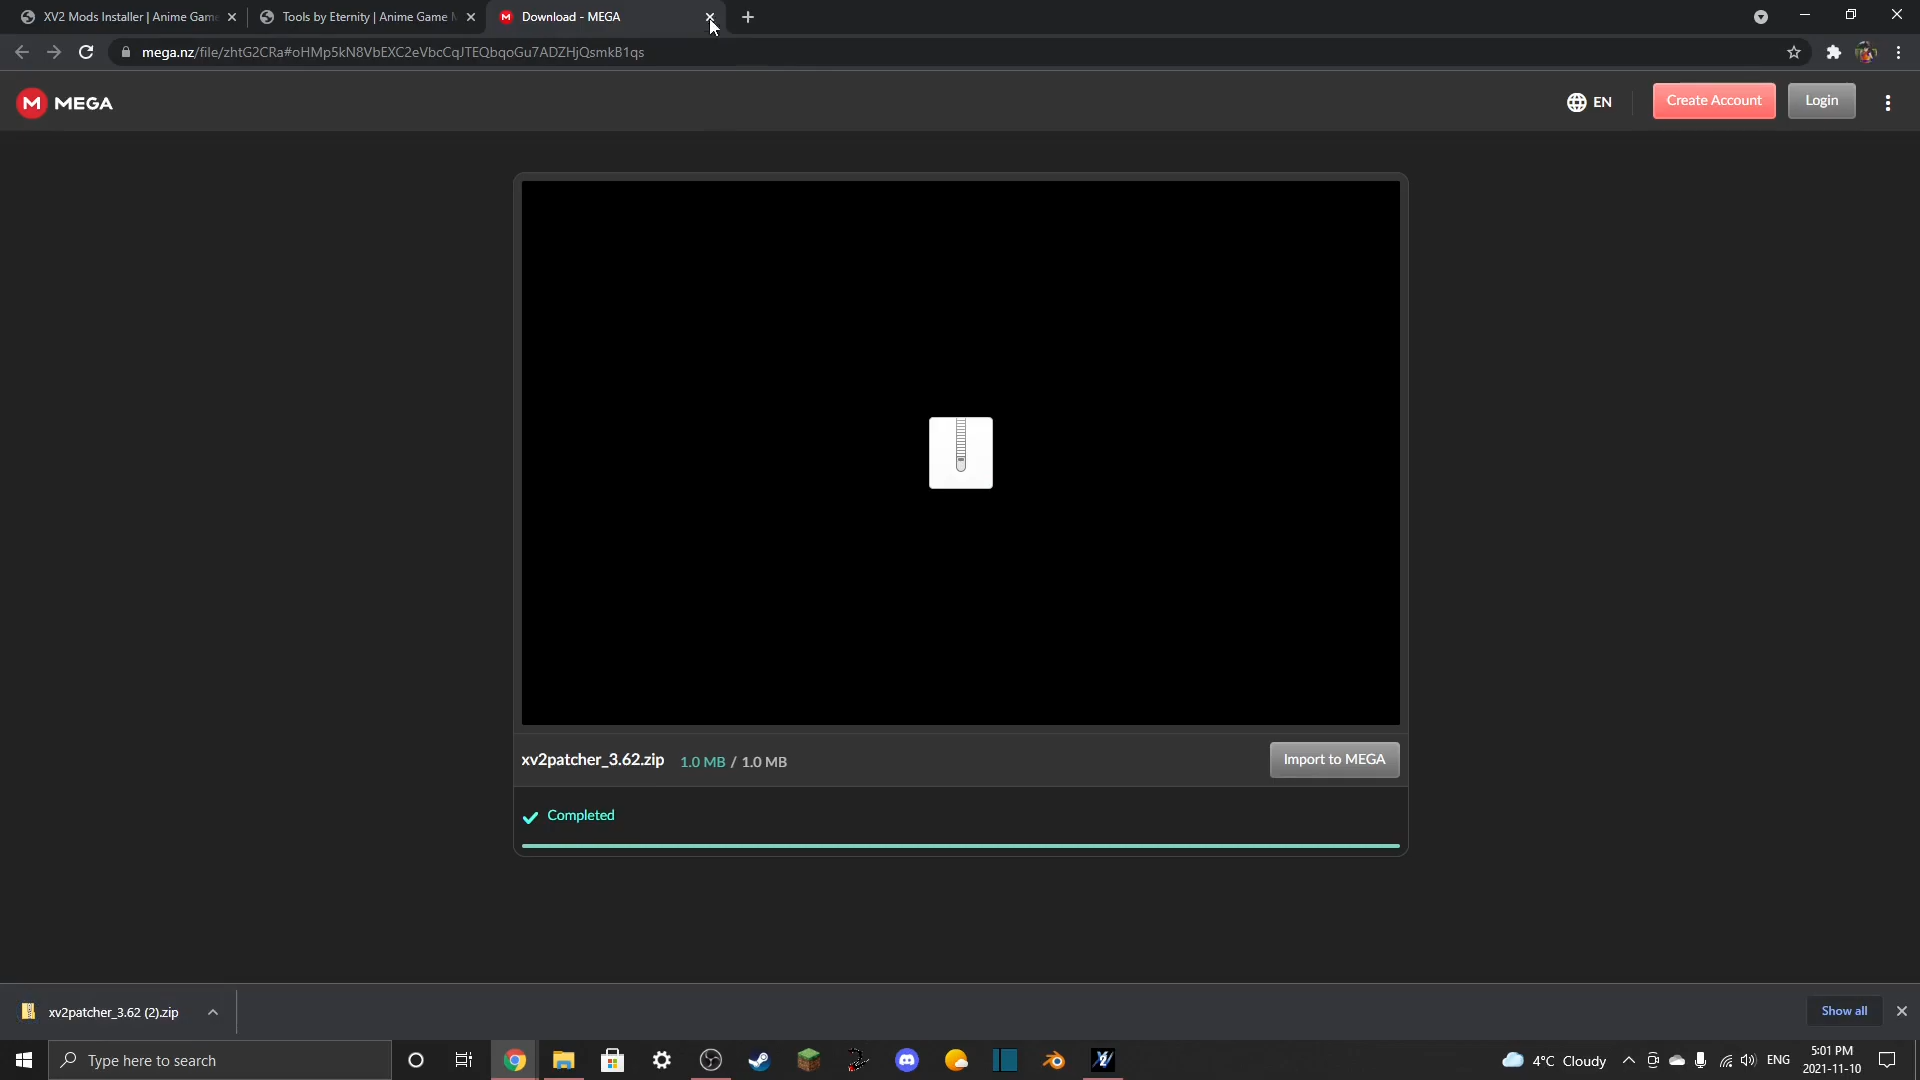 XV2 Mods Installer | Anime Game
Tools by Eternity | Anime Game M
Download - MEGA
mega.nz/file/zhtG2CRa#oHMp5kN8VbEXC2eVbcCqJTEQbqoGu7ADZHjQsmkB1qs
M MEGA
EN
Create Account
Login
xv2patcher_3.62.zip 1.0 MB / 1.0 MB
Import to MEGA
Completed
xv2patcher_3.62 (2).zip
Show all
Type here to search
4°C Cloudy
ENG
5:01 PM
2021-11-10